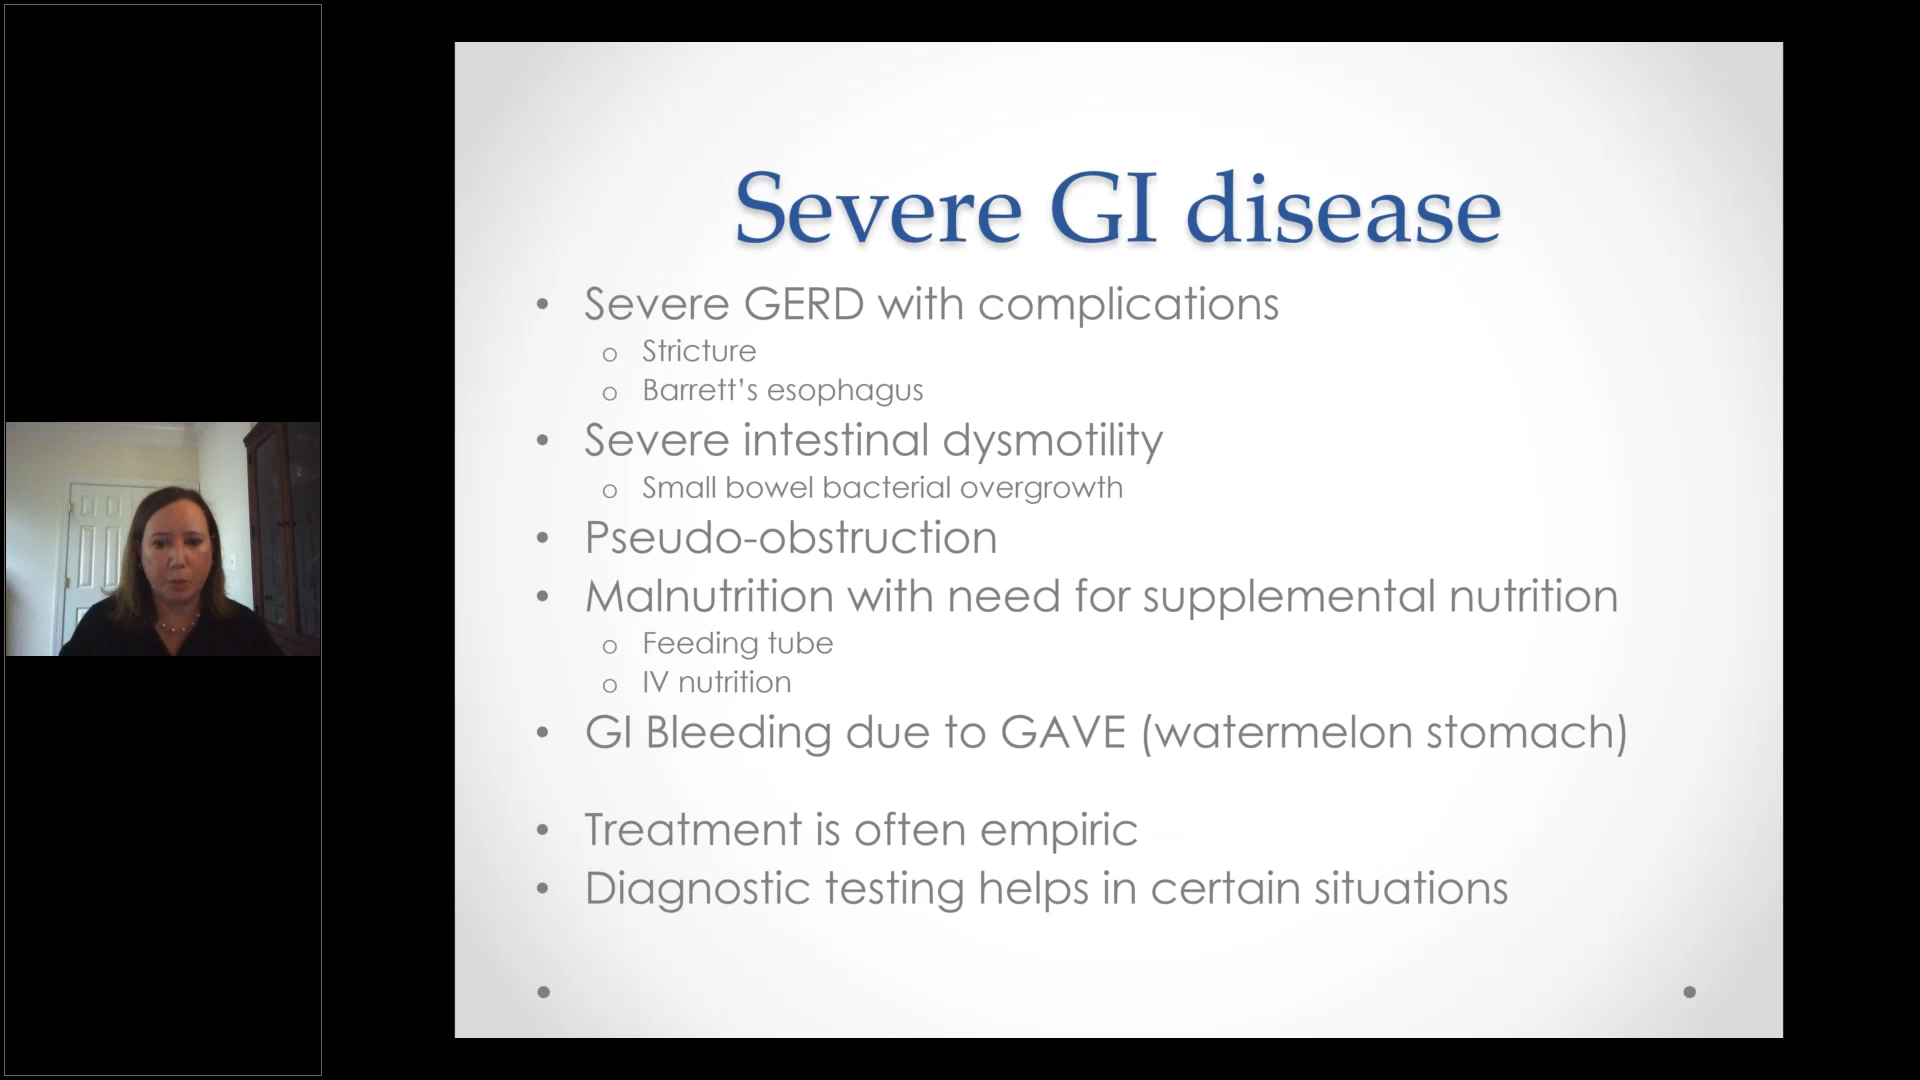 Severe GI disease
• Severe GERD with complications
o Stricture
o Barrett’s esophagus
• Severe intestinal dysmotility
o Small bowel bacterial overgrowth
• Pseudo-obstruction
• Malnutrition with need for supplemental nutrition
o Feeding tube
o IV nutrition
• GI Bleeding due to GAVE (watermelon stomach)
• Treatment is often empiric
• Diagnostic testing helps in certain situations